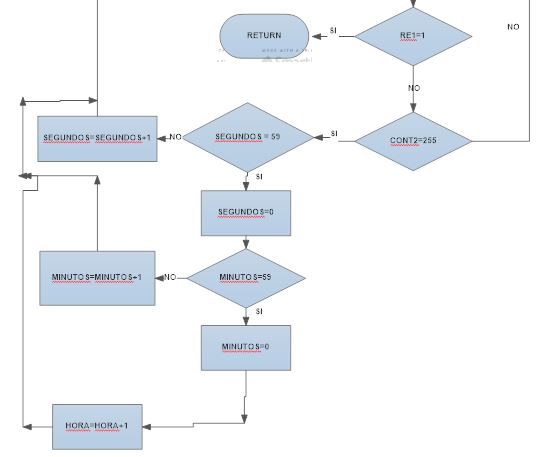 NO
RETURN
SI
RE1=1
NO
SEGUNDOS=SEGUNDOS+1
NO
SEGUNDOS = 59
SI
CONT2=255
SI
SEGUNDOS=0
MINUTOS=MINUTOS+1
NO
MINUTOS=59
SI
MINUTOS=0
HORA=HORA+1